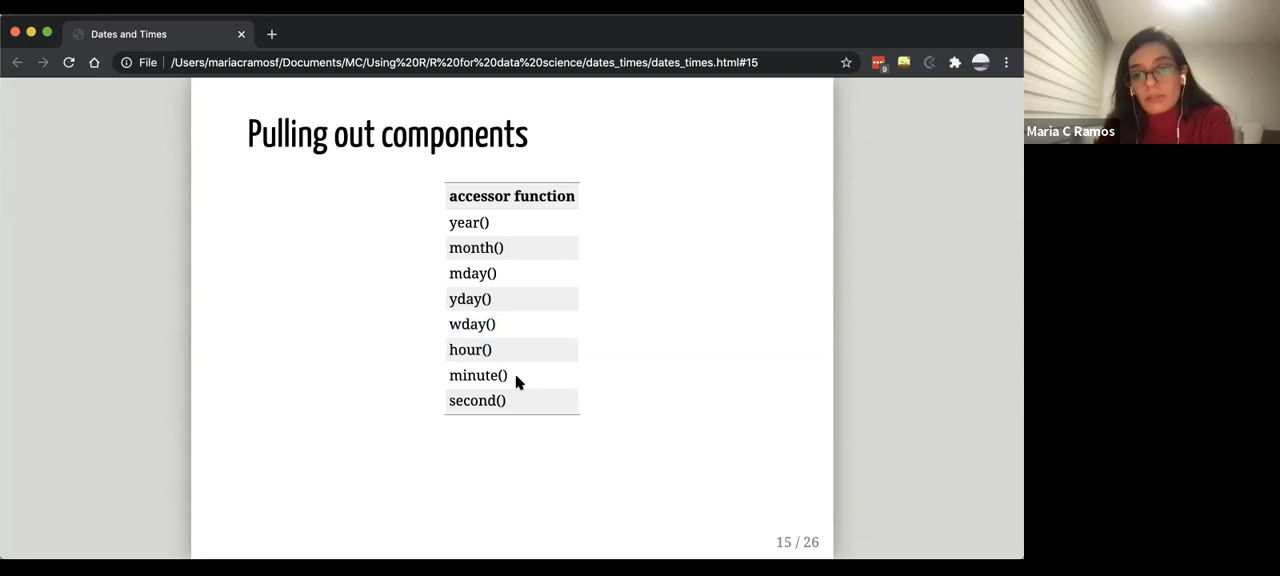 Dates and Times
File
/Users/mariacramosf/Documents/MC/Using%20R/R%20for%20data%20science/dates_times/dates_times.html#15
9
Maria C Ramos
Pulling out components
accessor function
year()
month()
mday()
yday()
wday()
hour()
minute()
second()
15 / 26